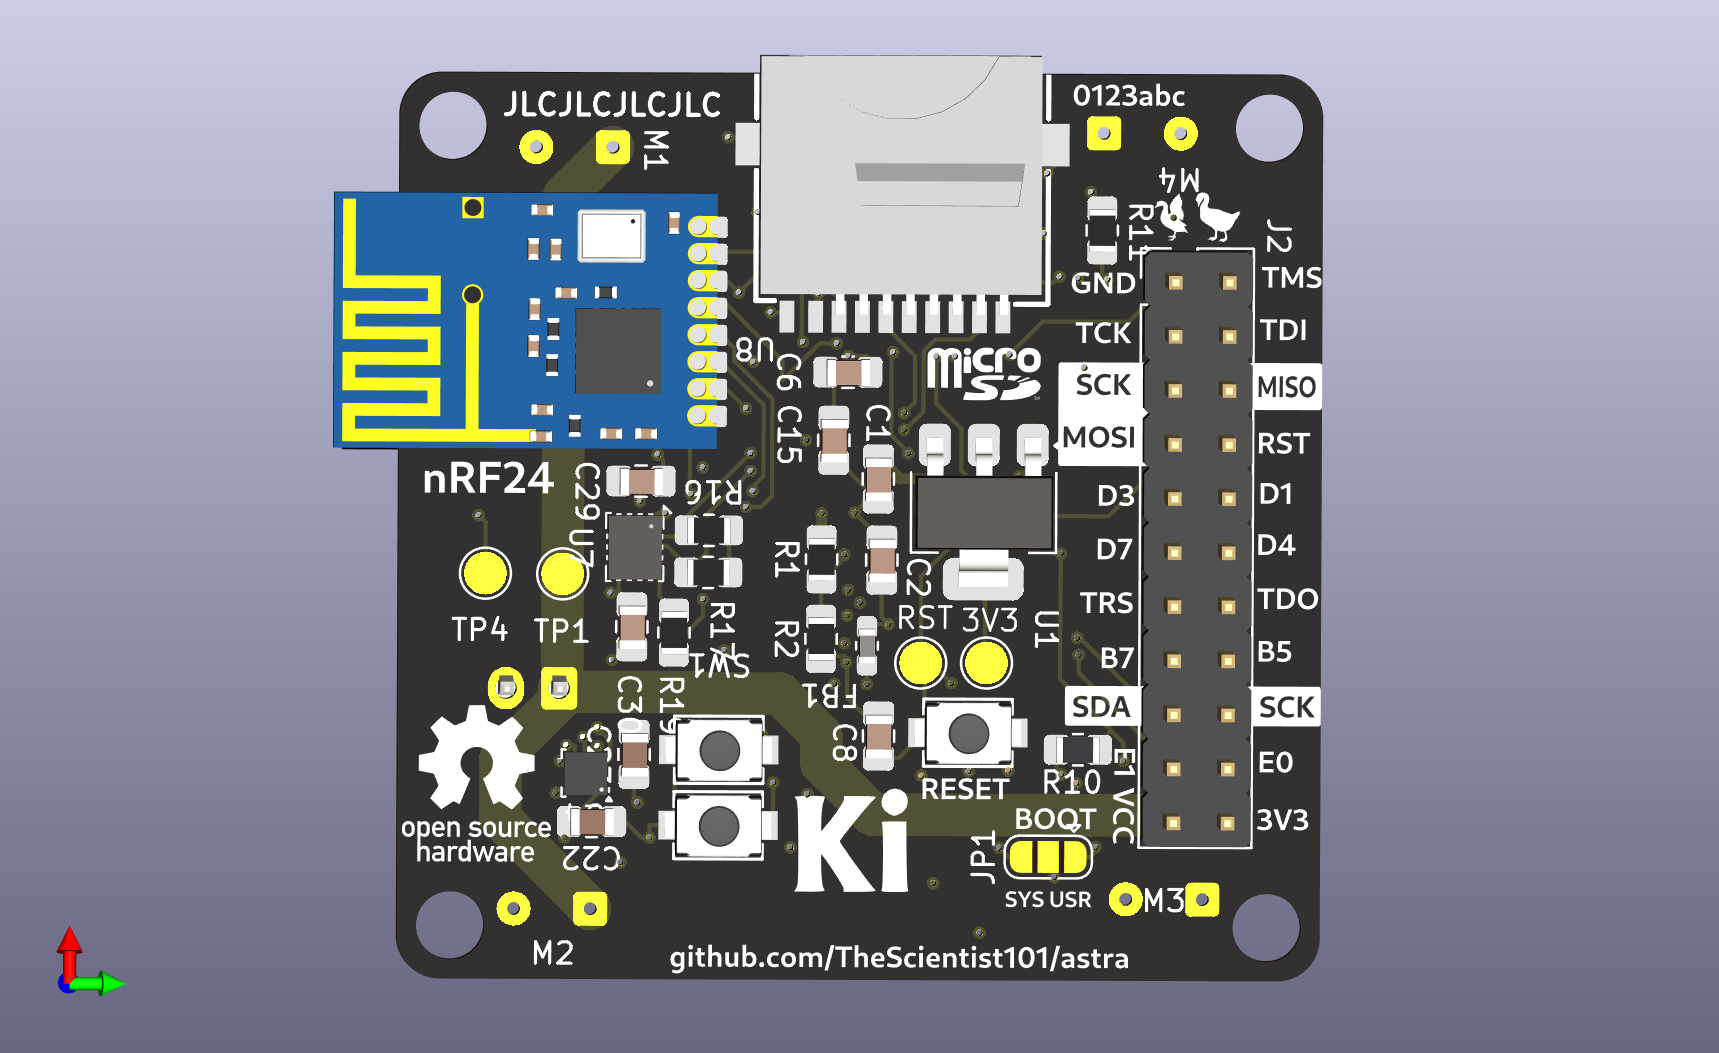 JLCJLCJLCJLC
0123abc
M1
M4
R11
J2
GND
TMS
TCK
TDI
U8
C6
micro
SD
SCK
MISO
C15
C1
MOSI
RST
nRF24
C29
R16
D3
D1
U7
R1
C2
D7
D4
TP4
TP1
R17
R2
RST
3V3
U1
TRS
TDO
SW1
B7
B5
C30
R19
FB1
SDA
SCK
C8
E1
E0
R10
RESET
open source
hardware
C22
Ki
BOOT
VCC
3V3
JP1
SYS USR
M3
M2
github.com/TheScientist101/astra